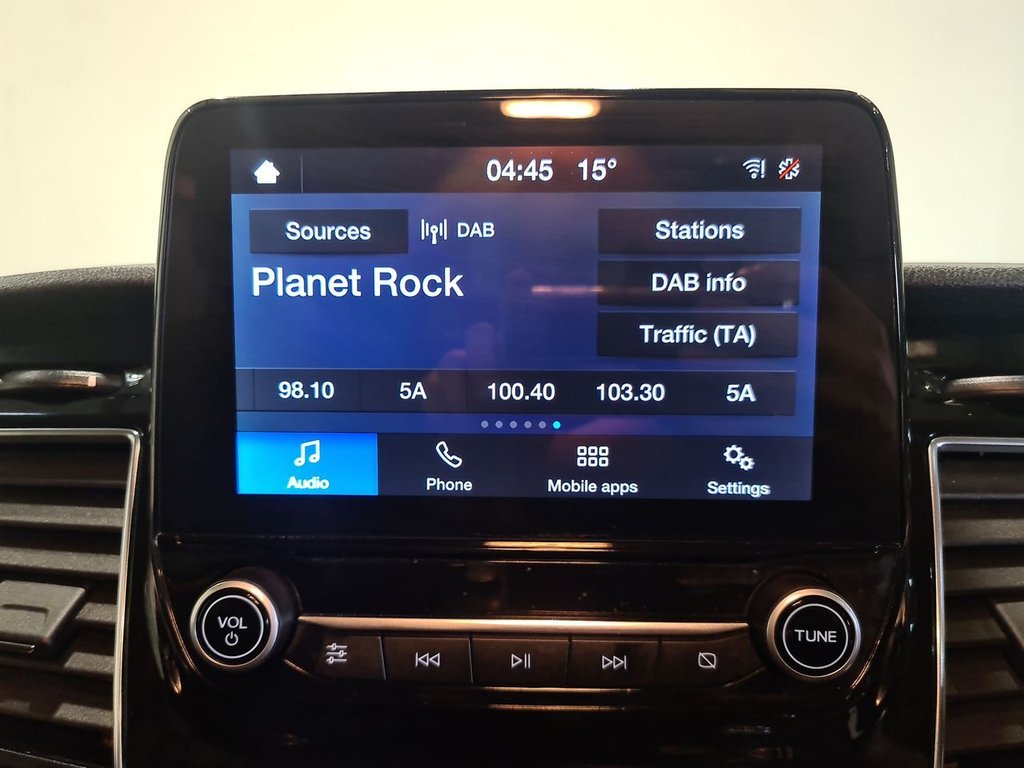 04:45 15°
Sources DAB Stations
Planet Rock DAB info
Traffic (TA)
98.10 5A 100.40 103.30 5A
Audio Phone Mobile apps Settings
VOL TUNE